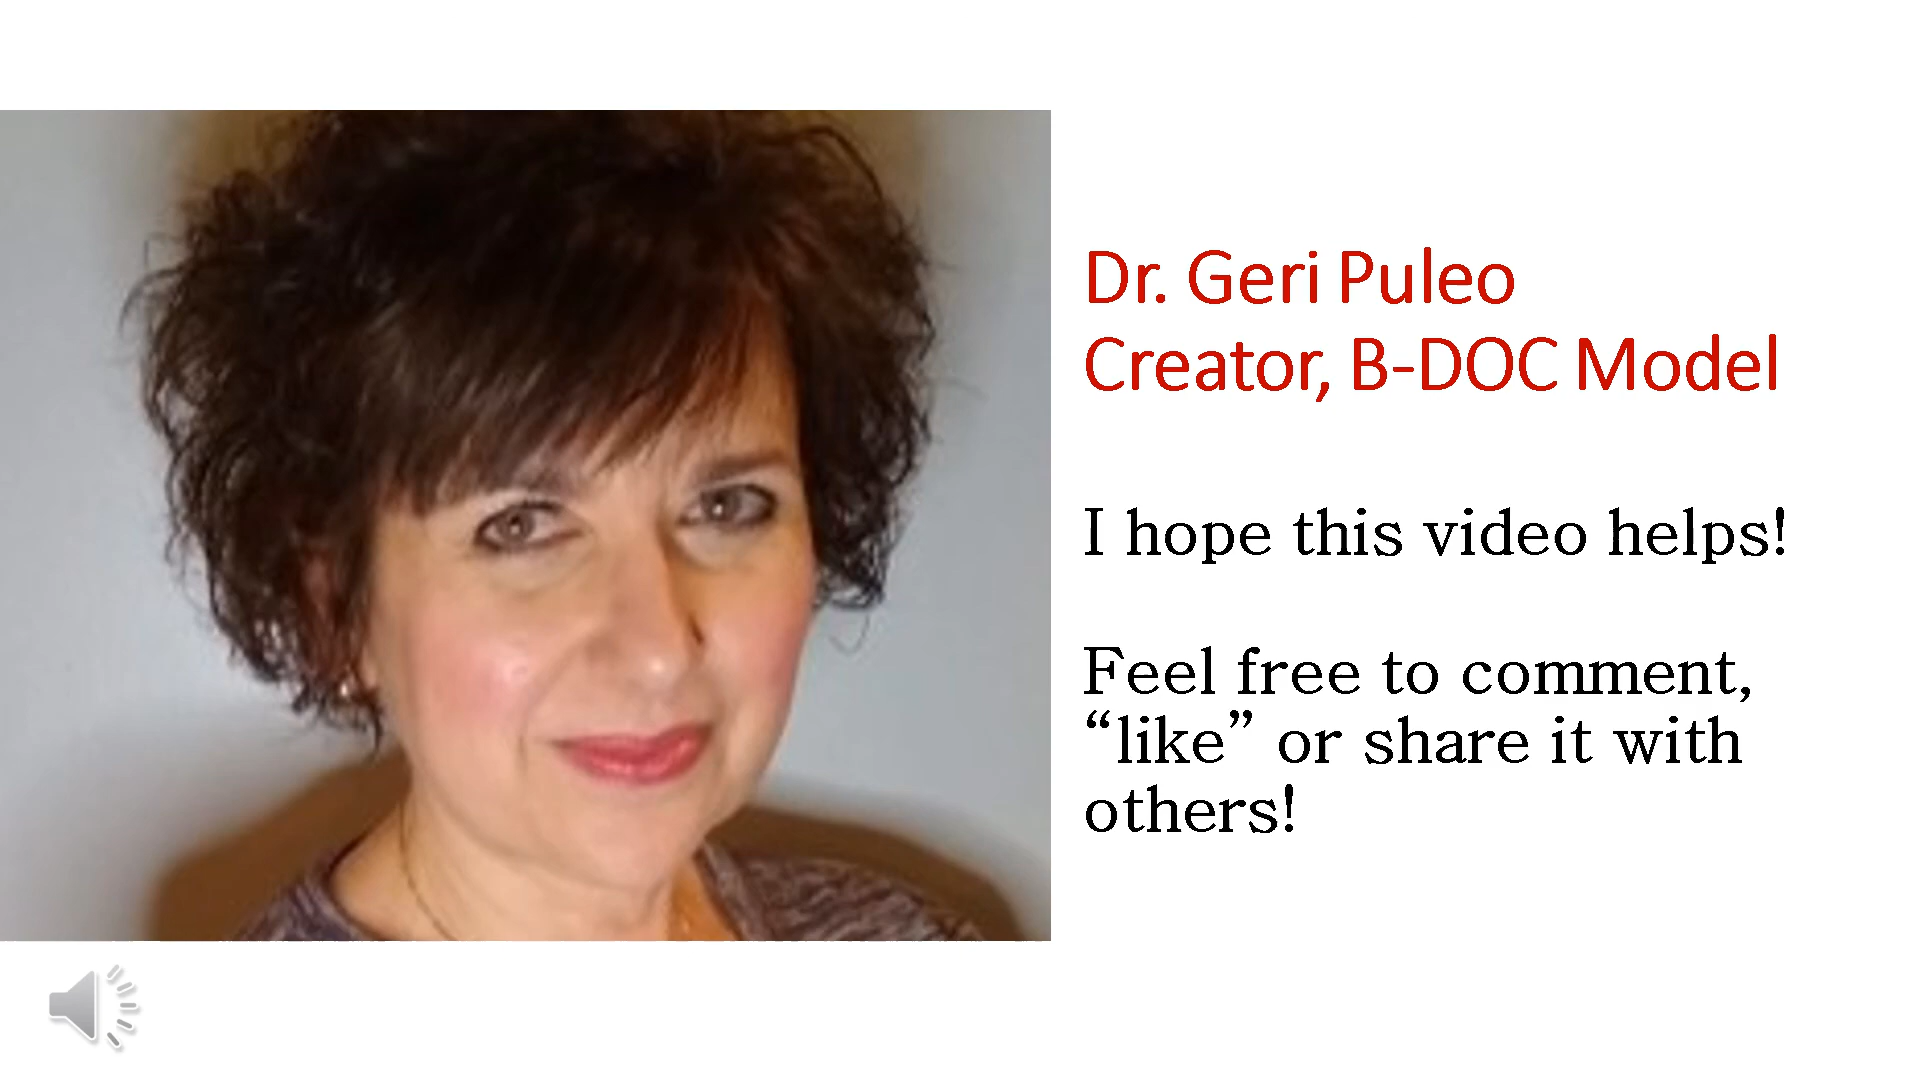 Dr. Geri Puleo
Creator, B-DOC Model
I hope this video helps!
Feel free to comment,
“like” or share it with
others!